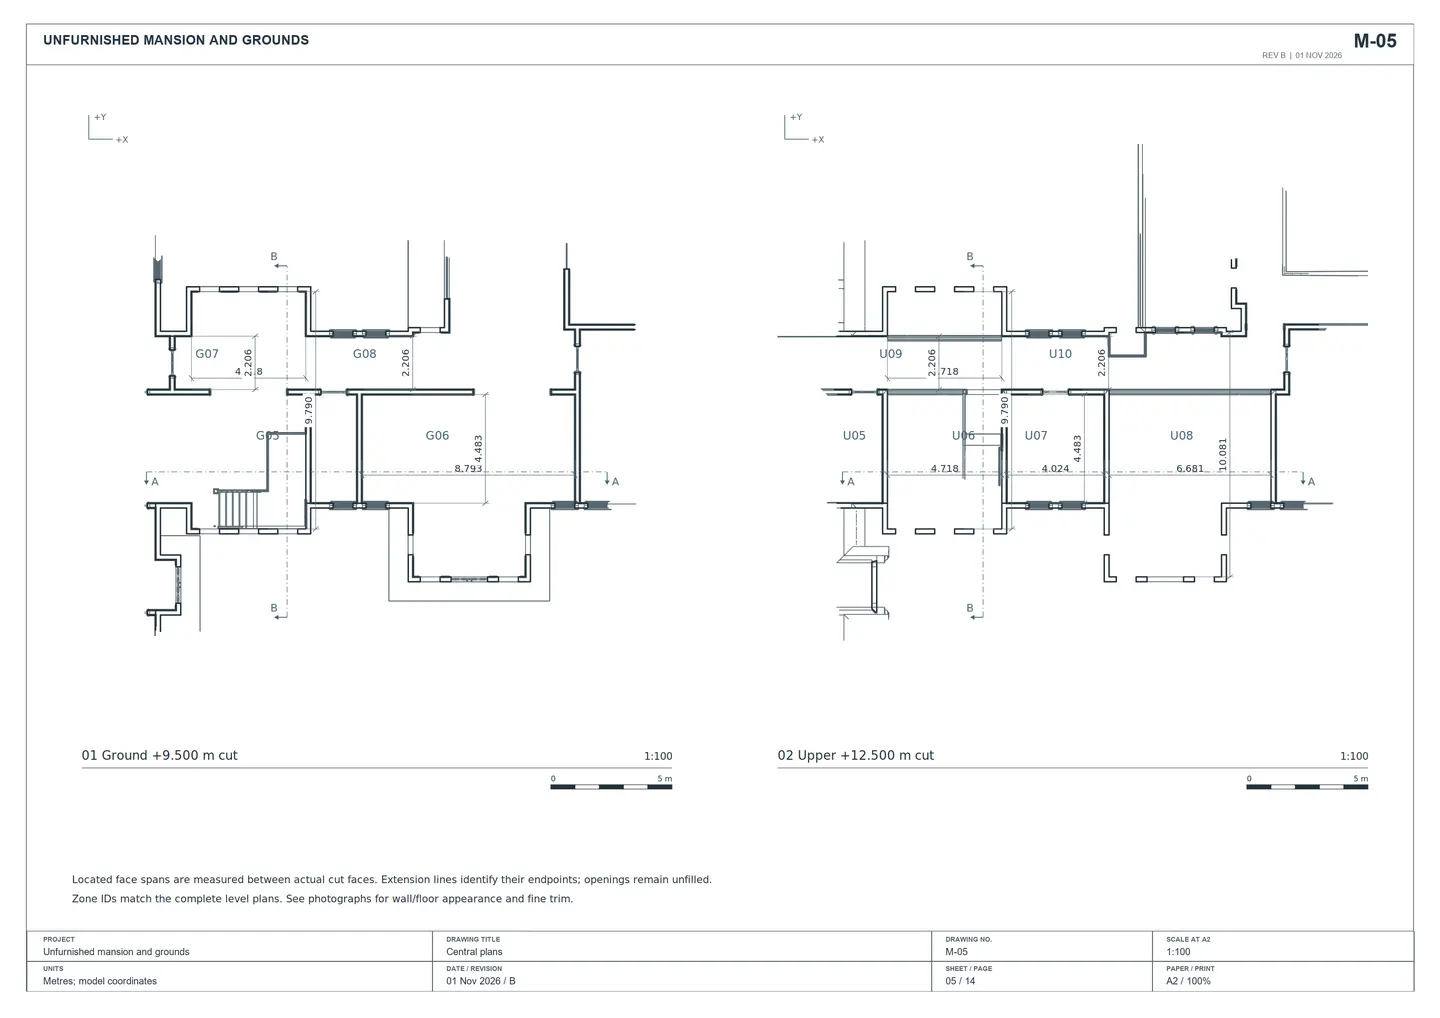 UNFURNISHED MANSION AND GROUNDS
M-05
REV B | 01 NOV 2026
+Y
+X
B
G07
G08
2.206
2.206
9.790
G05
G06
4.483
8.793
A
A
B
01 Ground +9.500 m cut
1:100
0
5 m
+Y
+X
B
U09
U10
2.206
2.206
.718
9.790
U05
U06
U07
U08
4.483
10.081
4.718
4.024
6.681
A
A
B
02 Upper +12.500 m cut
1:100
0
5 m
Located face spans are measured between actual cut faces. Extension lines identify their endpoints; openings remain unfilled.
Zone IDs match the complete level plans. See photographs for wall/floor appearance and fine trim.
PROJECT
Unfurnished mansion and grounds
DRAWING TITLE
Central plans
DRAWING NO.
M-05
SCALE AT A2
1:100
UNITS
Metres; model coordinates
DATE / REVISION
01 Nov 2026 / B
SHEET / PAGE
05 / 14
PAPER / PRINT
A2 / 100%